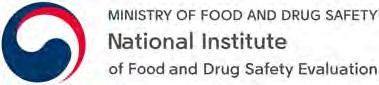 MINISTRY OF FOOD AND DRUG SAFETY
National Institute
of Food and Drug Safety Evaluation